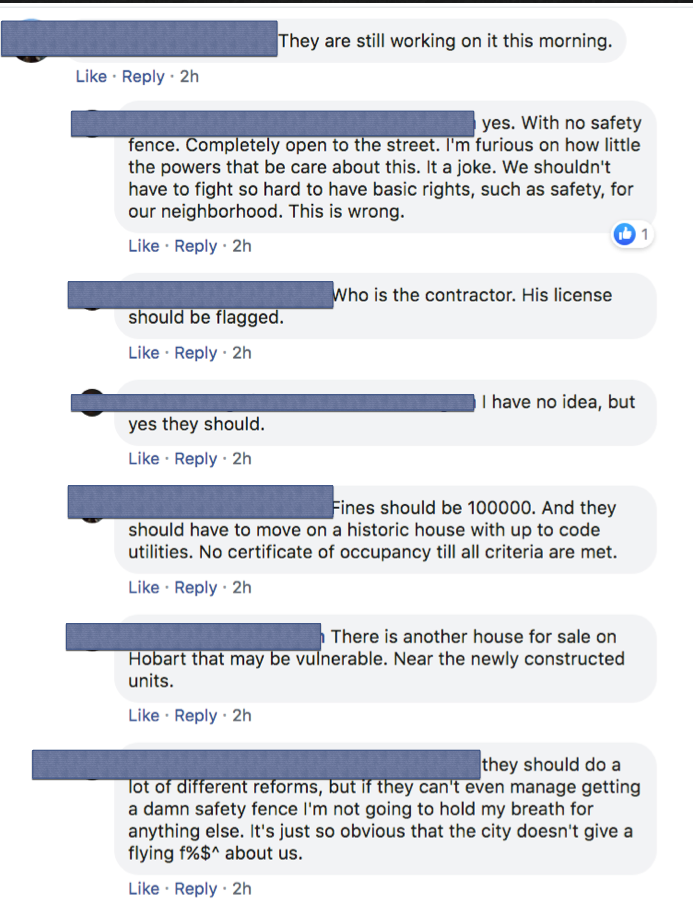 They are still working on it this morning.
Like · Reply · 2h
yes. With no safety
fence. Completely open to the street. I'm furious on how little
the powers that be care about this. It a joke. We shouldn't
have to fight so hard to have basic rights, such as safety, for
our neighborhood. This is wrong.
1
Like · Reply · 2h
Who is the contractor. His license
should be flagged.
Like · Reply · 2h
I have no idea, but
yes they should.
Like · Reply · 2h
Fines should be 100000. And they
should have to move on a historic house with up to code
utilities. No certificate of occupancy till all criteria are met.
Like · Reply · 2h
There is another house for sale on
Hobart that may be vulnerable. Near the newly constructed
units.
Like · Reply · 2h
they should do a
lot of different reforms, but if they can't even manage getting
a damn safety fence I'm not going to hold my breath for
anything else. It's just so obvious that the city doesn't give a
flying f%$^ about us.
Like · Reply · 2h